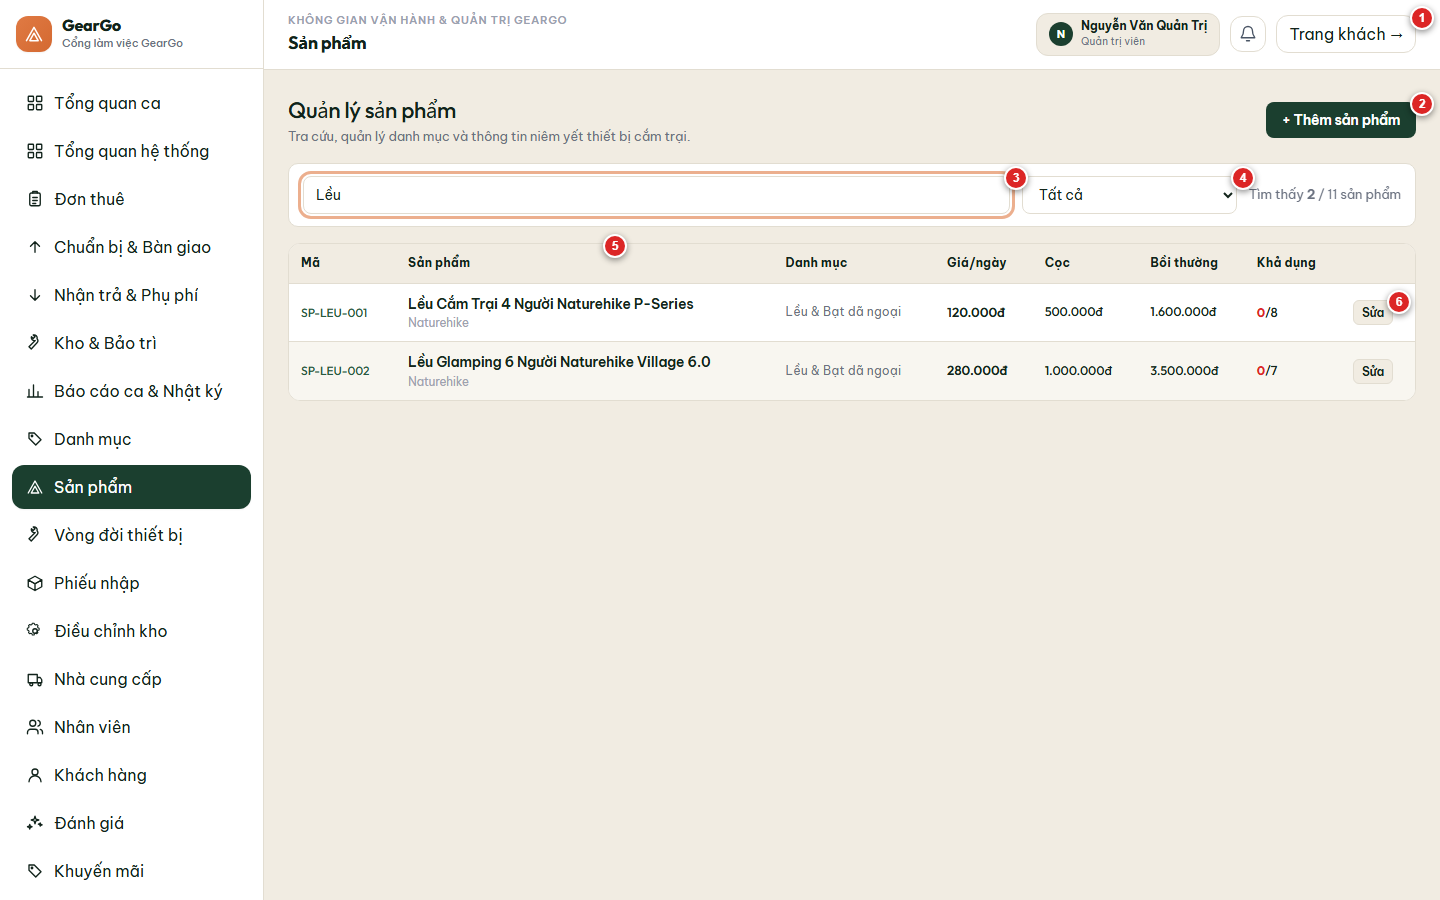 GearGo
Cổng làm việc GearGo
Tổng quan ca
Tổng quan hệ thống
Đơn thuê
Chuẩn bị & Bàn giao
Nhận trả & Phụ phí
Kho & Bảo trì
Báo cáo ca & Nhật ký
Danh mục
Sản phẩm
Vòng đời thiết bị
Phiếu nhập
Điều chỉnh kho
Nhà cung cấp
Nhân viên
Khách hàng
Đánh giá
Khuyến mãi
KHÔNG GIAN VẬN HÀNH & QUẢN TRỊ GEARGO
Sản phẩm
N
Nguyễn Văn Quản Trị
Quản trị viên
Trang khách →
1
Quản lý sản phẩm
Tra cứu, quản lý danh mục và thông tin niêm yết thiết bị cắm trại.
+ Thêm sản phẩm
2
Lều
3
Tất cả
4
Tìm thấy 2 / 11 sản phẩm
5
Mã Sản phẩm Danh mục Giá/ngày Cọc Bồi thường Khả dụng
SP-LEU-001 Lều Cắm Trại 4 Người Naturehike P-Series Lều & Bạt dã ngoại 120.000đ 500.000đ 1.600.000đ 0/8 Sửa
Naturehike
6
SP-LEU-002 Lều Glamping 6 Người Naturehike Village 6.0 Lều & Bạt dã ngoại 280.000đ 1.000.000đ 3.500.000đ 0/7 Sửa
Naturehike